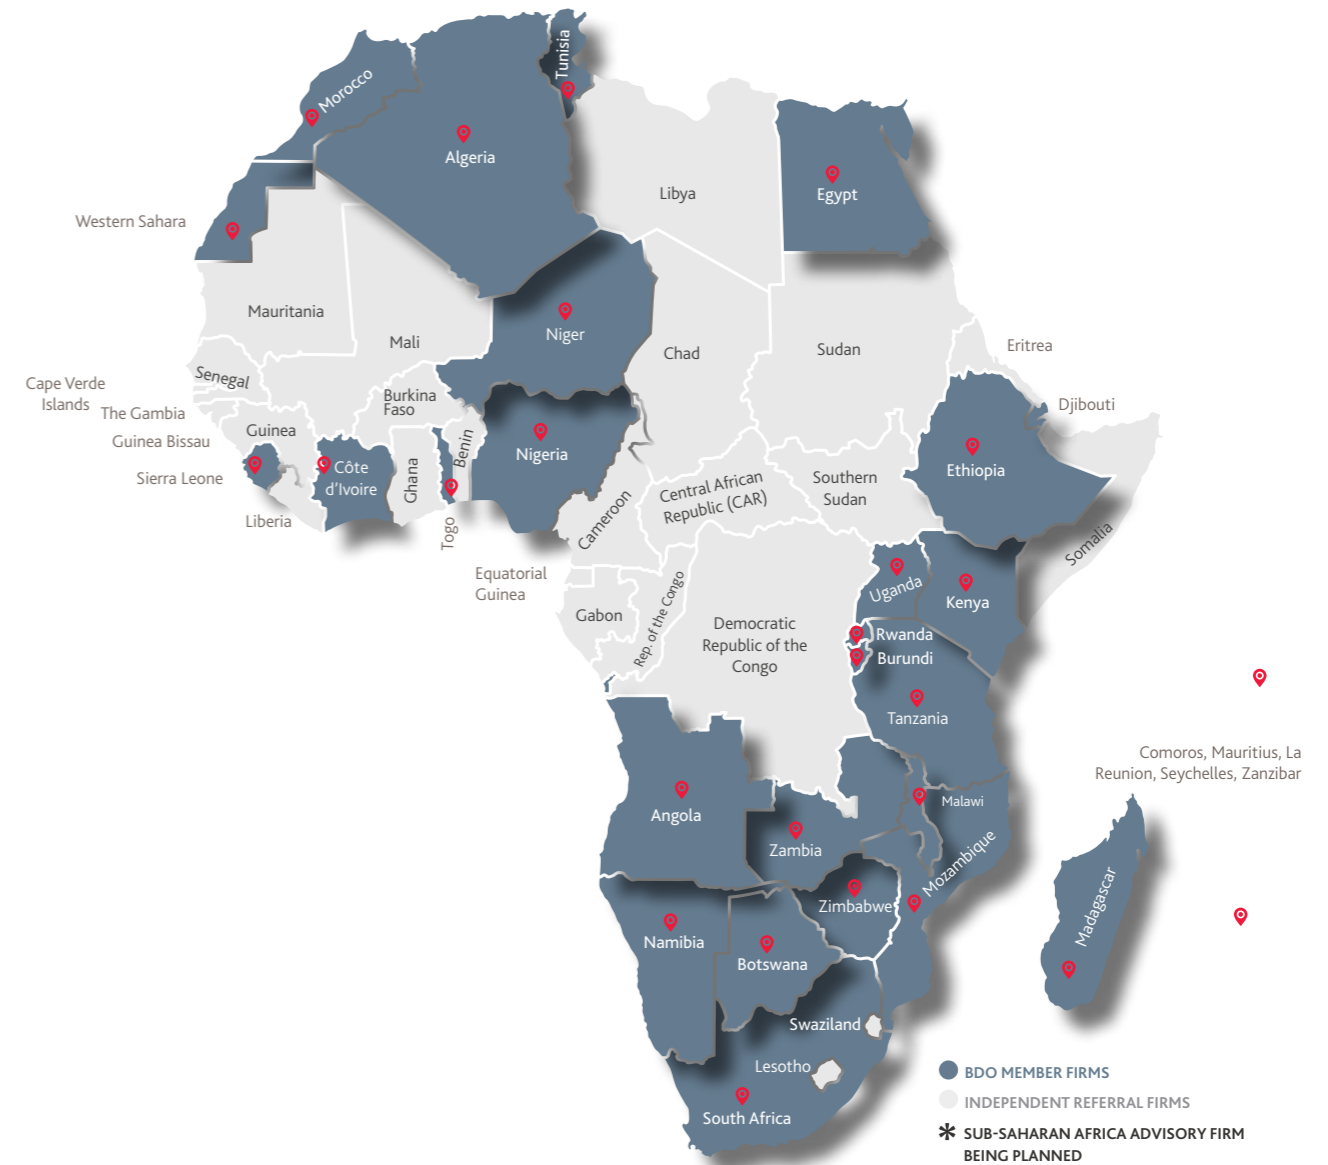 Tunisia
Morocco
Algeria
Libya
Egypt
Western Sahara
Mauritania
Mali
Niger
Chad
Sudan
Eritrea
Senegal
Cape Verde
Islands
The Gambia
Burkina
Faso
Djibouti
Guinea
Guinea Bissau
Benin
Nigeria
Ethiopia
Sierra Leone
Côte
d'Ivoire
Ghana
Central African
Republic (CAR)
Southern
Sudan
Liberia
Togo
Cameroon
Somalia
Equatorial
Guinea
Uganda
Kenya
Gabon
Rep. of the Congo
Democratic
Republic of the
Congo
Rwanda
Burundi
Tanzania
Comoros, Mauritius, La
Reunion, Seychelles, Zanzibar
Angola
Malawi
Zambia
Mozambique
Zimbabwe
Madagascar
Namibia
Botswana
Swaziland
Lesotho
South Africa
BDO MEMBER FIRMS
INDEPENDENT REFERRAL FIRMS
* SUB-SAHARAN AFRICA ADVISORY FIRM
BEING PLANNED